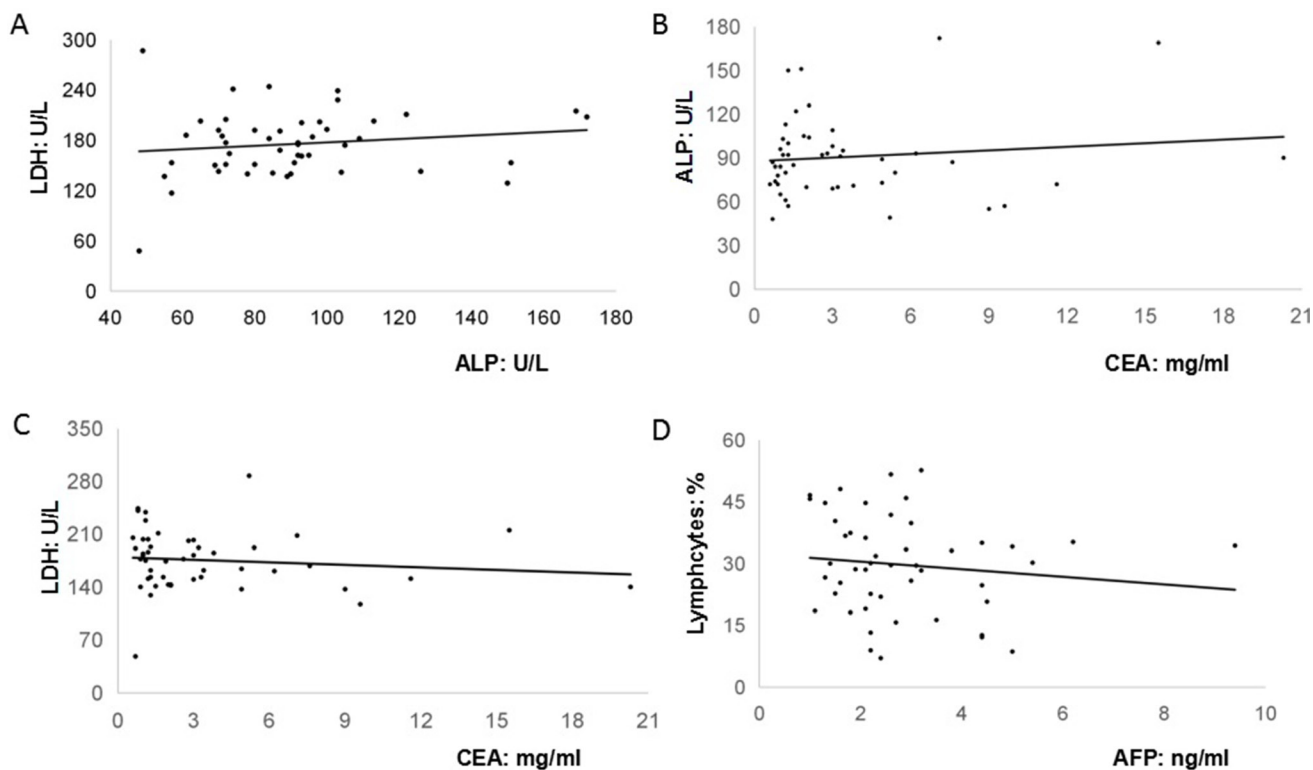 A
LDH: U/L
300
240
180
120
60
0
40 60 80 100 120 140 160 180
ALP: U/L
B
ALP: U/L
180
150
120
90
60
30
0
0 3 6 9 12 15 18 21
CEA: mg/ml
C
LDH: U/L
350
280
210
140
70
0
0 3 6 9 12 15 18 21
CEA: mg/ml
D
Lymphcytes: %
60
45
30
15
0
0 2 4 6 8 10
AFP: ng/ml